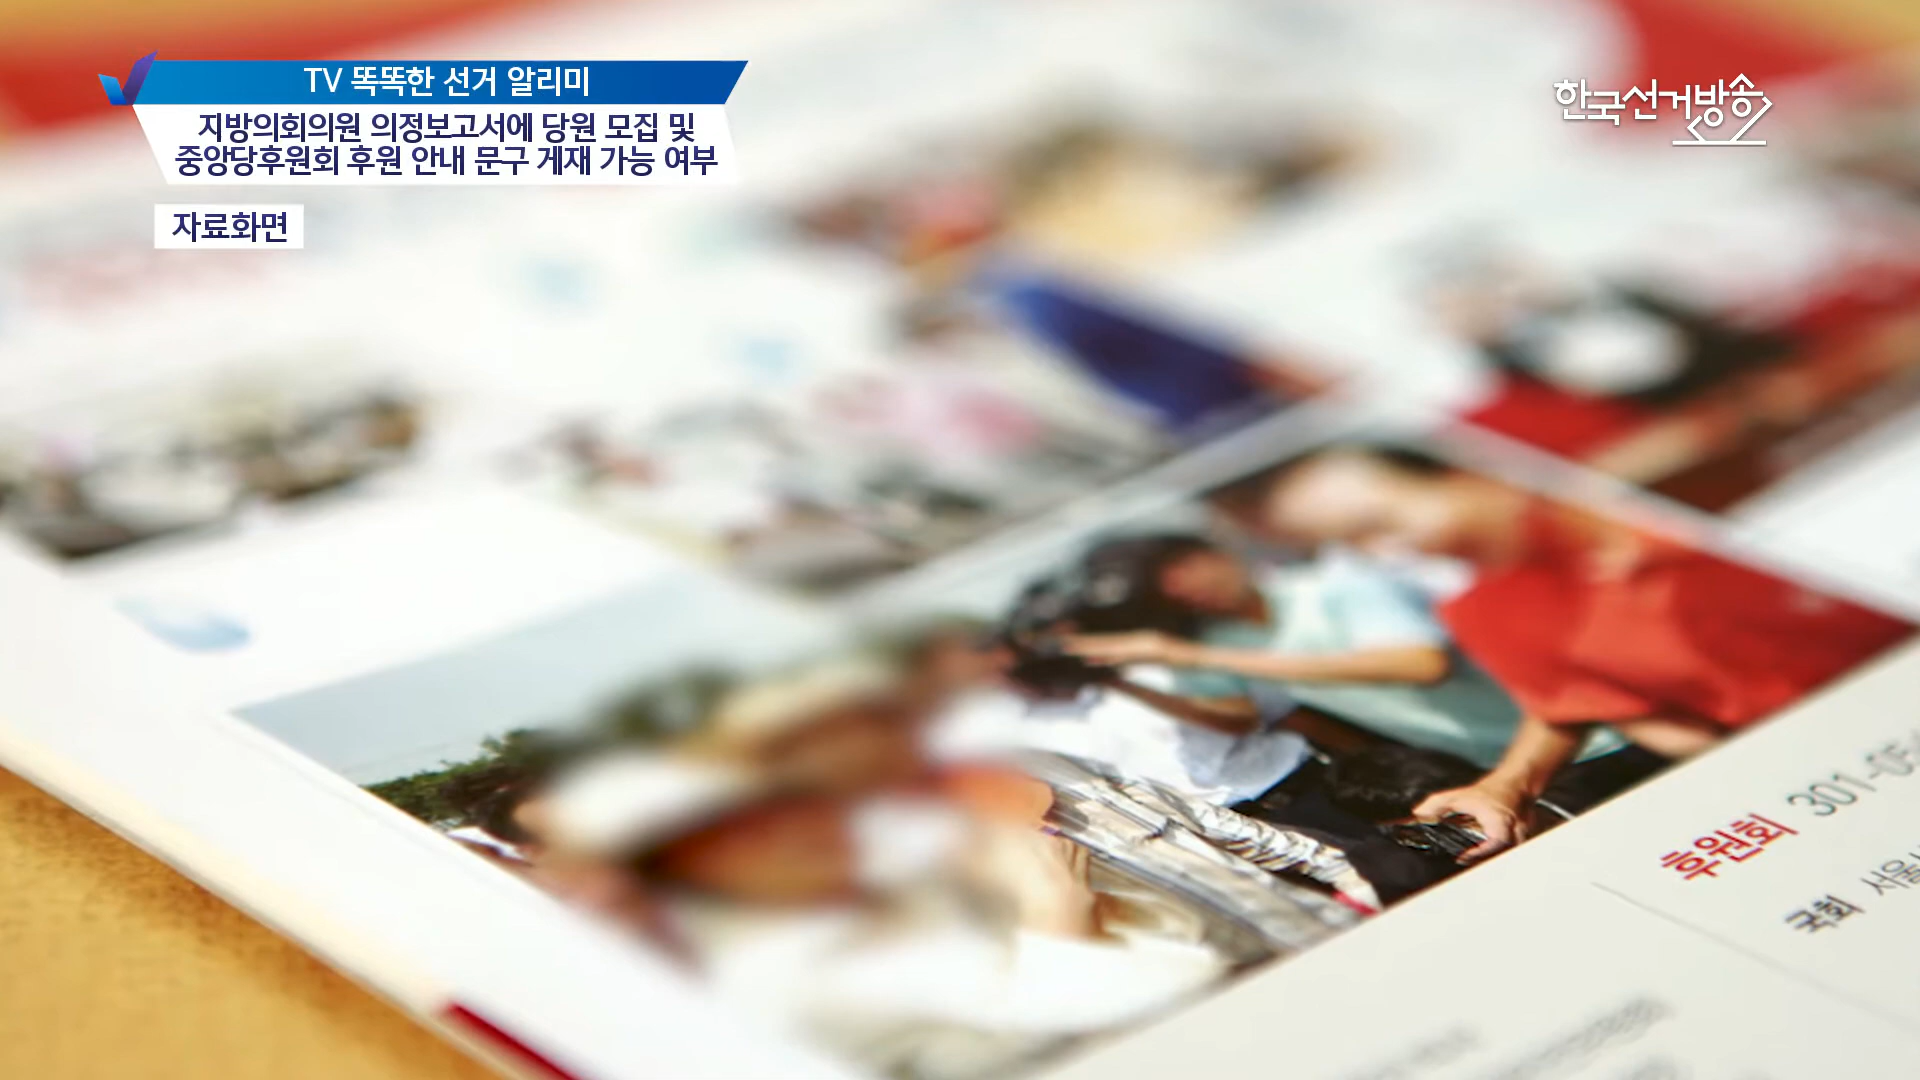 TV 똑똑한 선거 알리미
지방의회의원 의정보고서에 당원 모집 및
중앙당후원회 후원 안내 문구 게재 가능 여부
자료화면
한국선거방송
후원회 301-
국회 서울